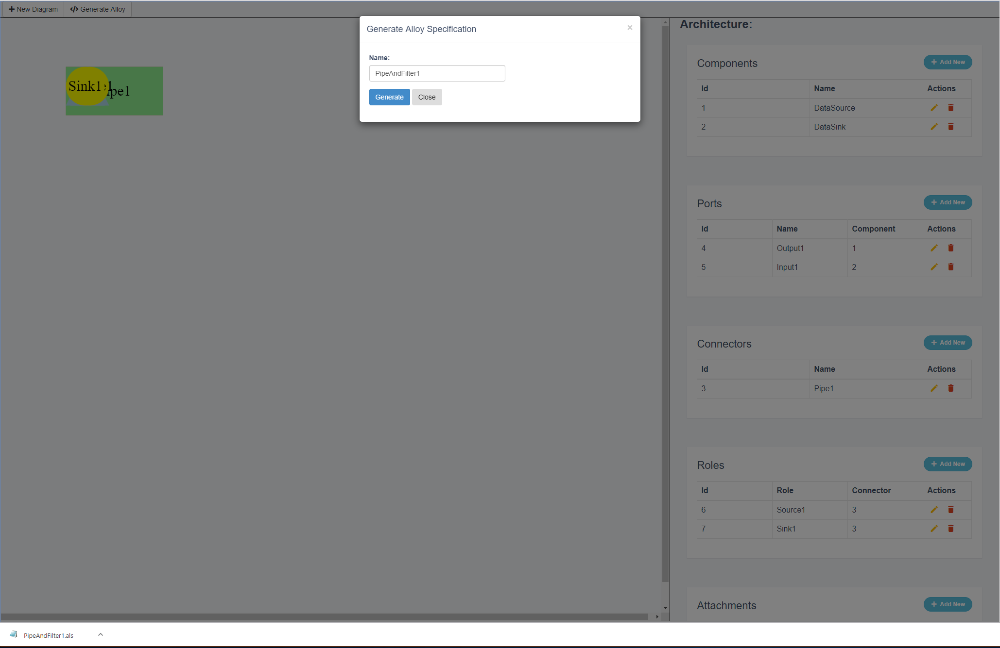 New Diagram
Generate Alloy
Sink1
pe1
Generate Alloy Specification
×
Name:
PipeAndFilter1
Generate
Close
Architecture:
Components
Add New
Id Name Actions
1 DataSource
2 DataSink
Ports
Add New
Id Name Component Actions
4 Output1 1
5 Input1 2
Connectors
Add New
Id Name Actions
3 Pipe1
Roles
Add New
Id Role Connector Actions
6 Source1 3
7 Sink1 3
Attachments
Add New
PipeAndFilter1.als